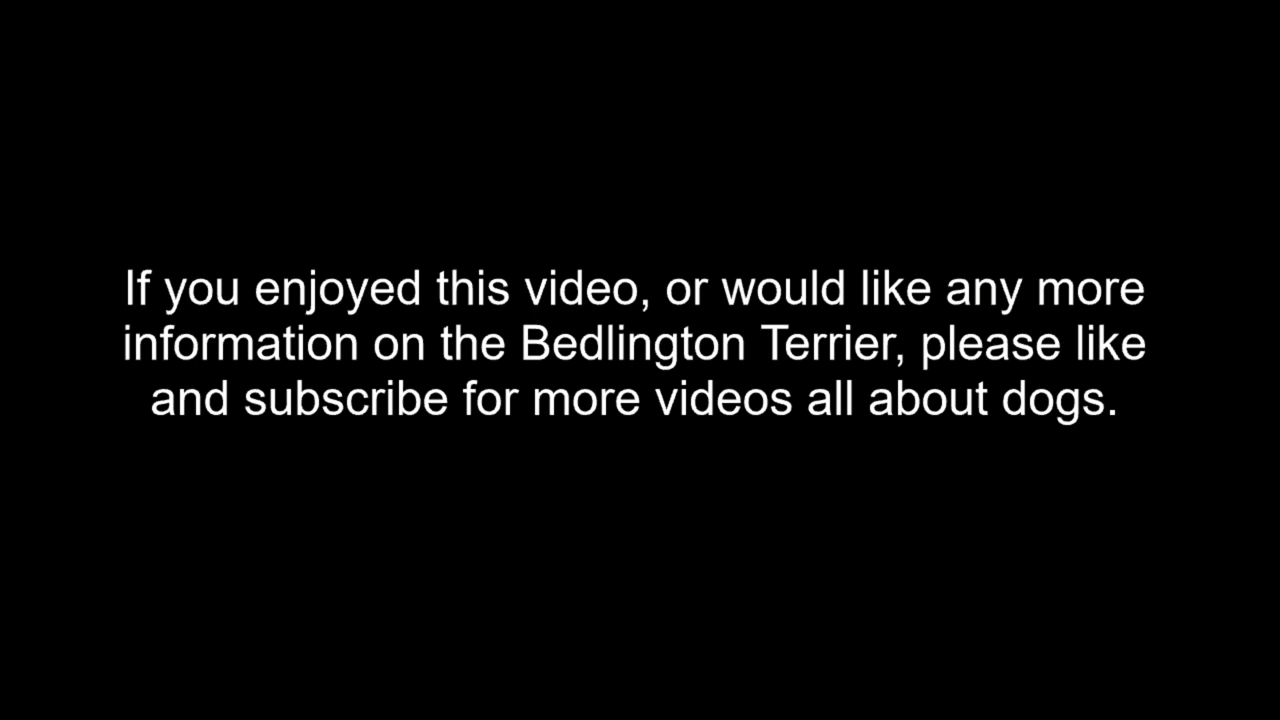 If you enjoyed this video, or would like any more
information on the Bedlington Terrier, please like
and subscribe for more videos all about dogs.